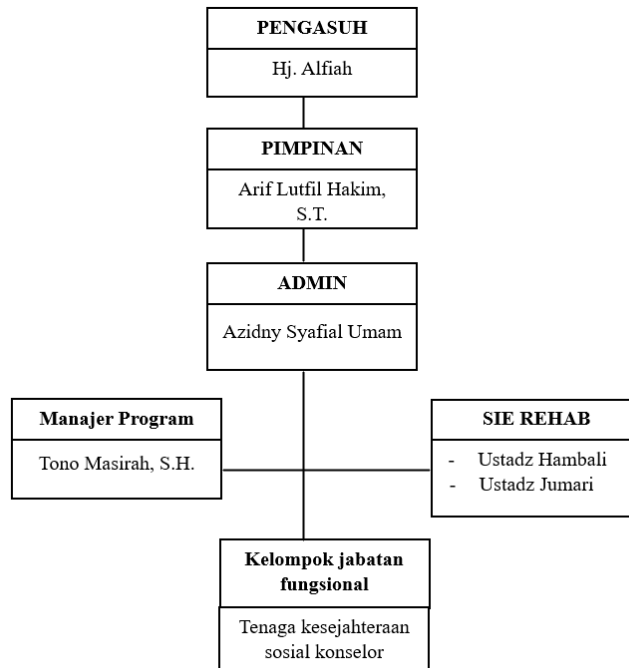 PENGASUH
Hj. Alfiah
PIMPINAN
Arif Lutfil Hakim,
S.T.
ADMIN
Azidny Syafial Umam
Manajer Program
Tono Masirah, S.H.
SIE REHAB
- Ustadz Hambali
- Ustadz Jumari
Kelompok jabatan
fungsional
Tenaga kesejahteraan
sosial konselor